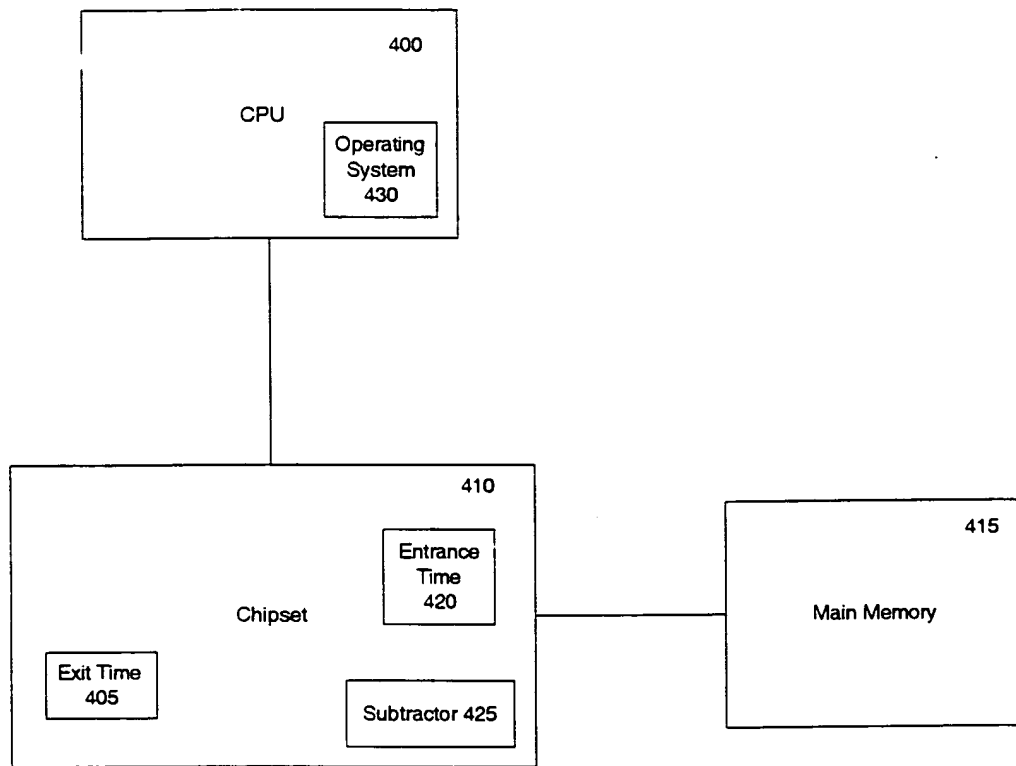 400
CPU
Operating
System
430
410
Entrance
Time
420
Chipset
Exit Time
405
Subtractor 425
415
Main Memory